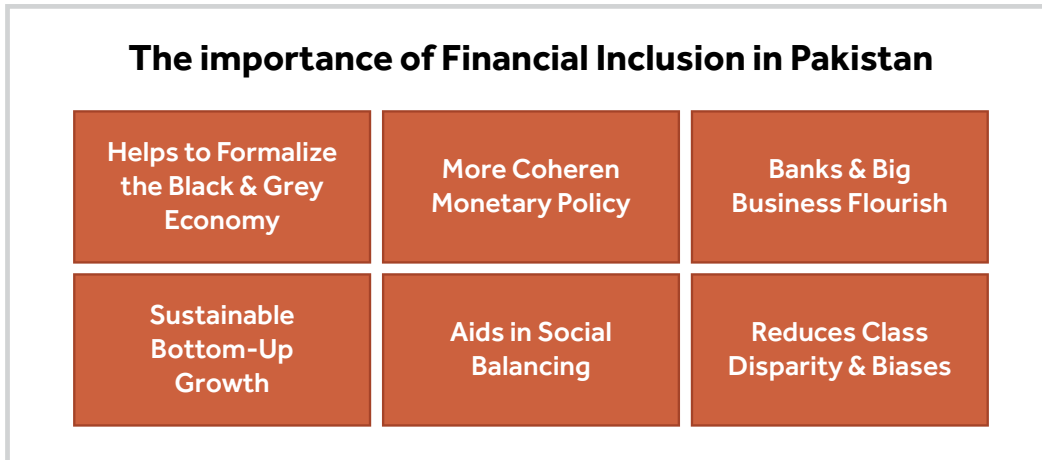 The importance of Financial Inclusion in Pakistan
Helps to Formalize
the Black & Grey
Economy
More Coheren
Monetary Policy
Banks & Big
Business Flourish
Sustainable
Bottom-Up
Growth
Aids in Social
Balancing
Reduces Class
Disparity & Biases